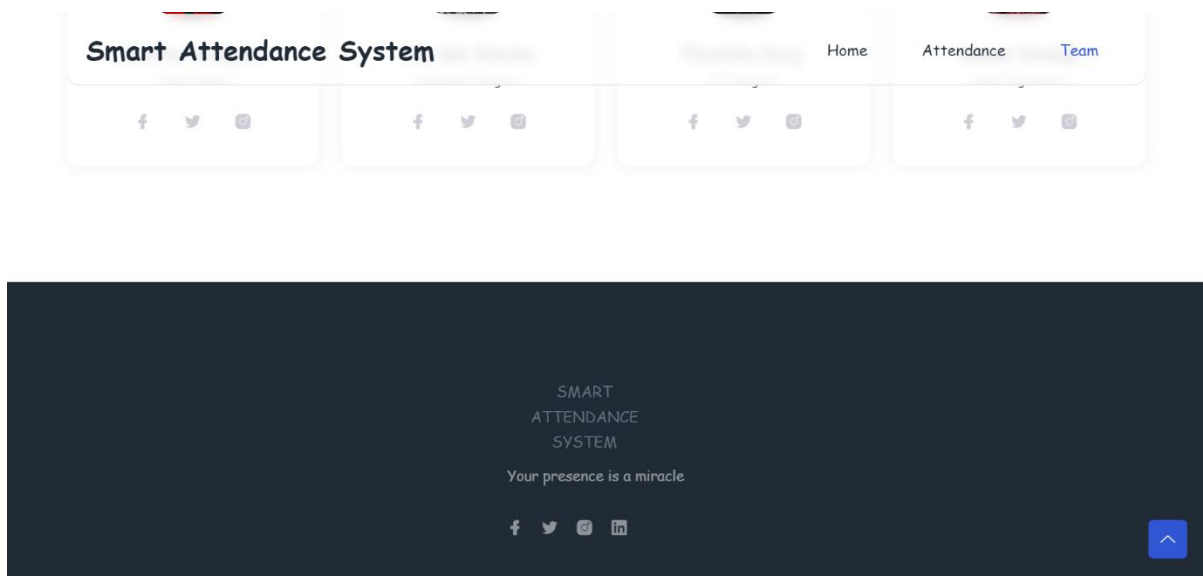 Smart Attendance System
Home
Attendance
Team
SMART
ATTENDANCE
SYSTEM
Your presence is a miracle